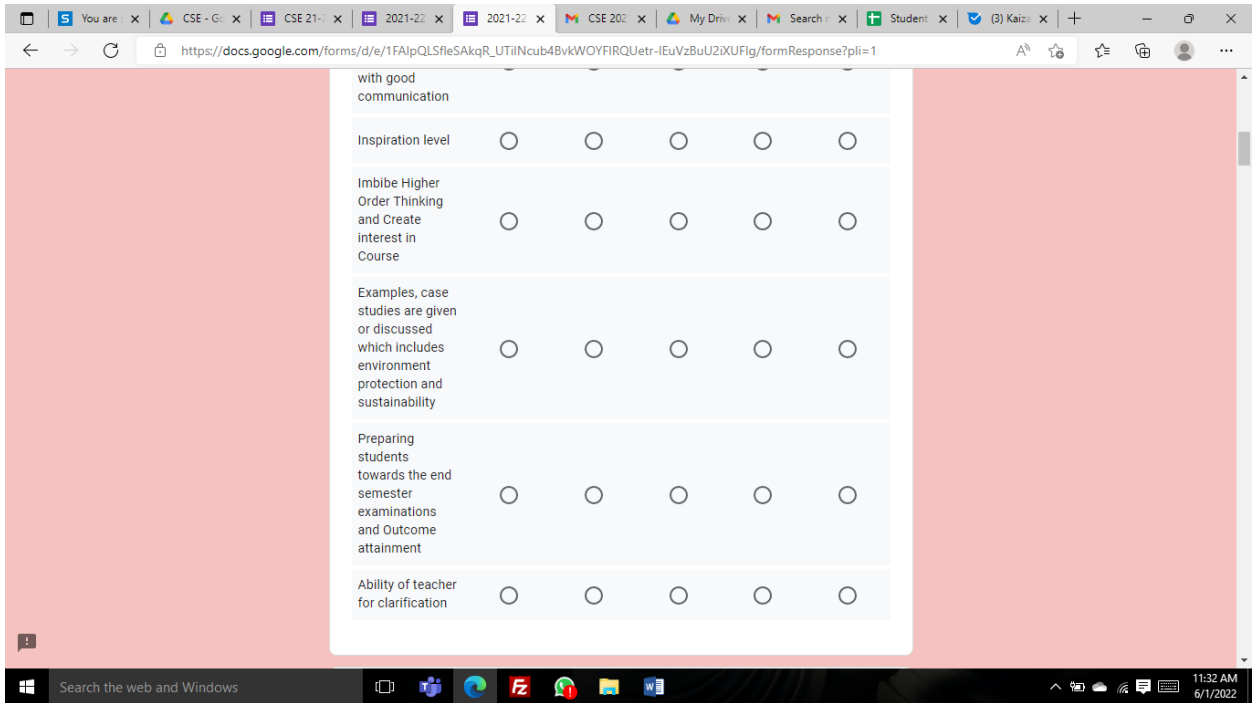 You are
CSE - Go
CSE 21-2
2021-22
2021-22
CSE 202
My Driv
Search r
Student
(3) Kaiza
https://docs.google.com/forms/d/e/1FAIpQLSfleSAkqR_UTiINcub4BvkWOYFIRQUetr-IEuVzBuU2iXUFIg/formResponse?pli=1
with good
communication
Inspiration level
Imbibe Higher
Order Thinking
and Create
interest in
Course
Examples, case
studies are given
or discussed
which includes
environment
protection and
sustainability
Preparing
students
towards the end
semester
examinations
and Outcome
attainment
Ability of teacher
for clarification
Search the web and Windows
11:32 AM
6/1/2022